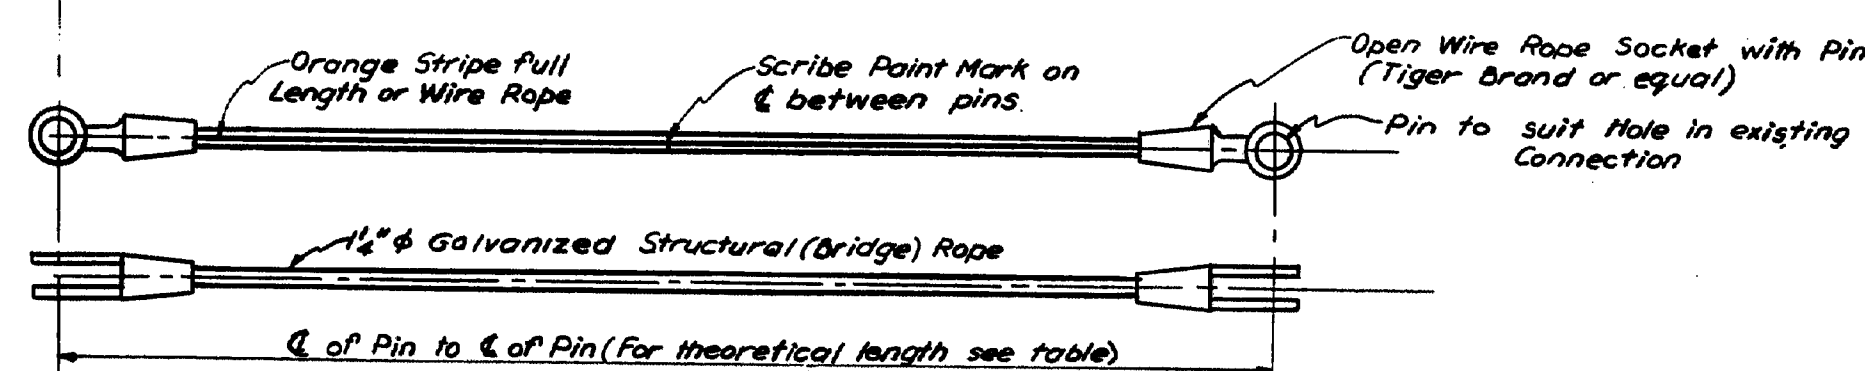 Orange Stripe full
Length or Wire Rope
Scribe Paint Mark on
℄ between pins.
Open Wire Rope Socket with Pin
(Tiger Brand or equal)
Pin to suit Hole in existing
Connection
1¼" ϕ Galvanized Structural (Bridge) Rope
℄ of Pin to ℄ of Pin (For theoretical length see table)